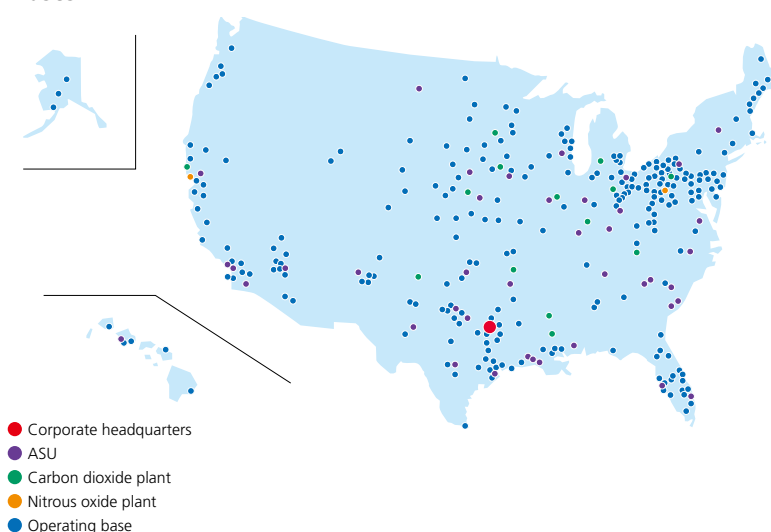 Corporate headquarters
ASU
Carbon dioxide plant
Nitrous oxide plant
Operating base